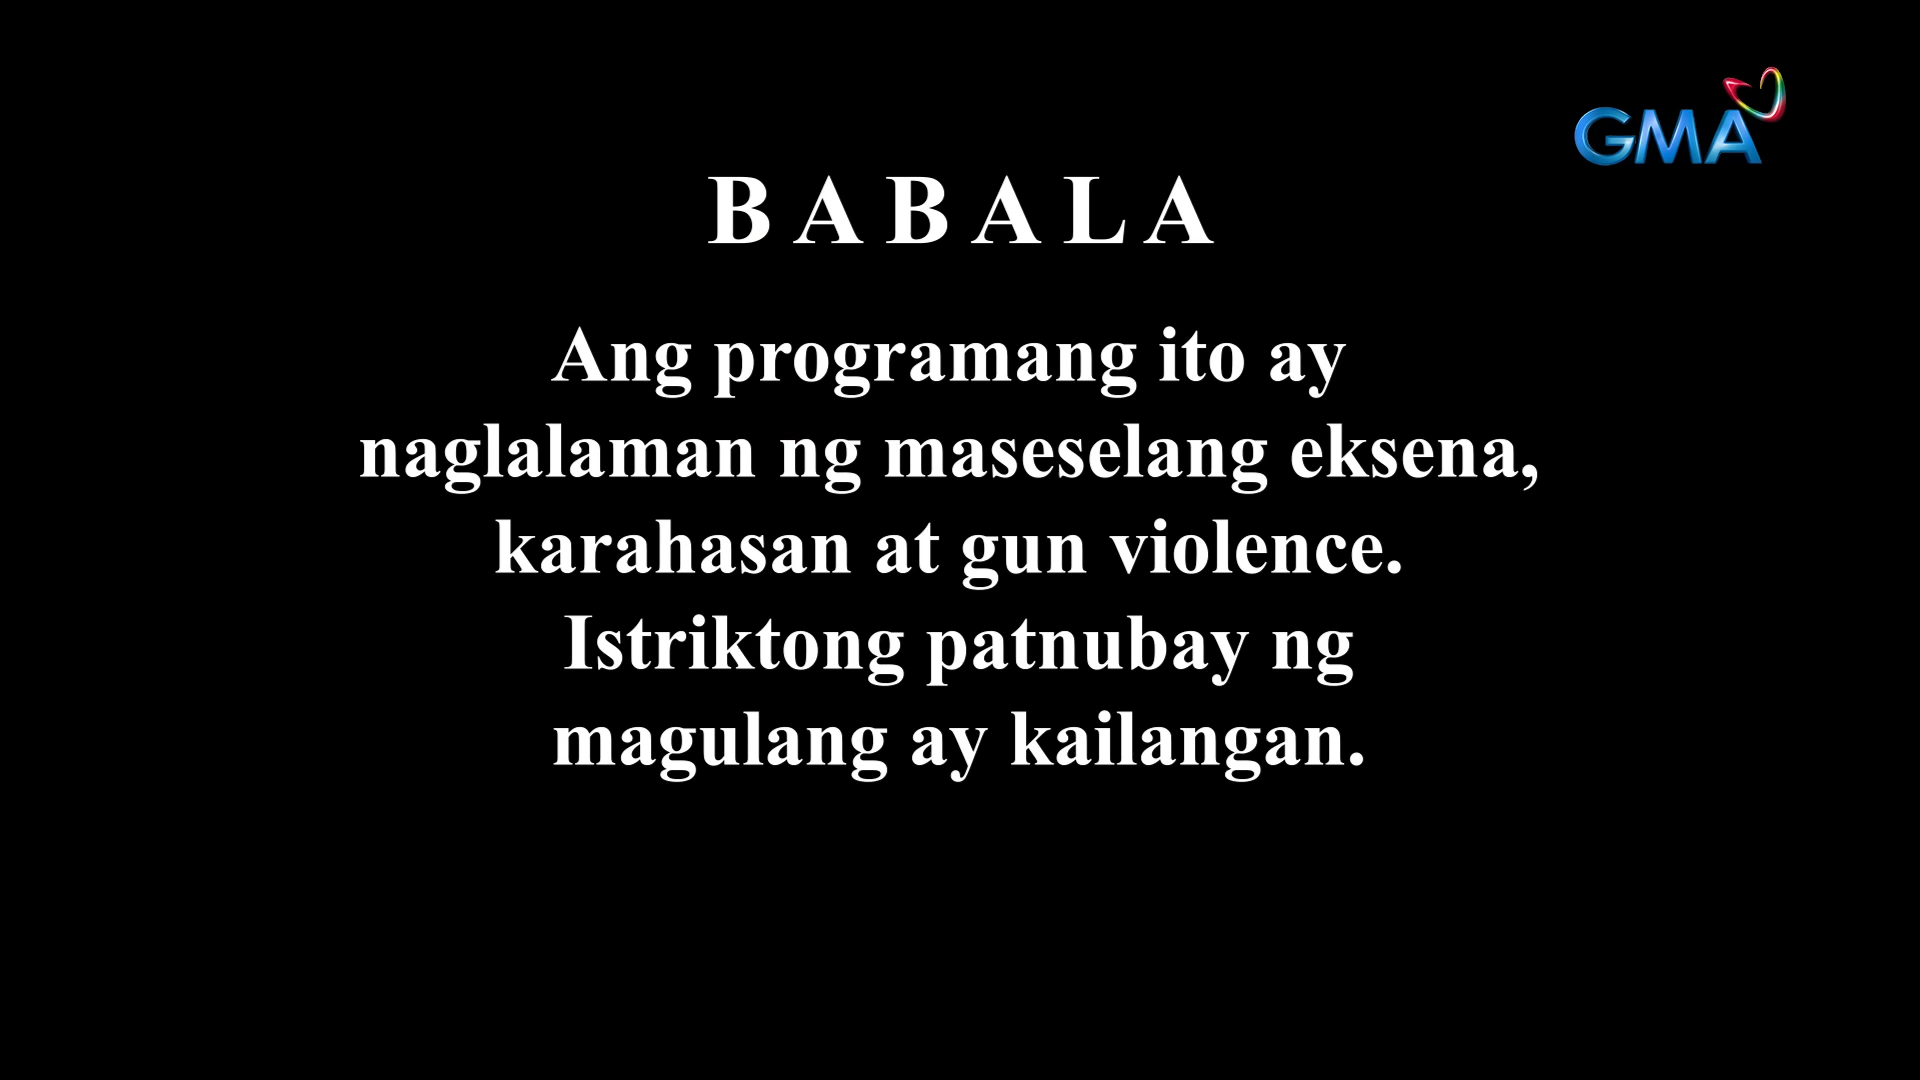 GMA
B A B A L A
Ang programang ito ay
naglalaman ng maseselang eksena,
karahasan at gun violence.
Istriktong patnubay ng
magulang ay kailangan.